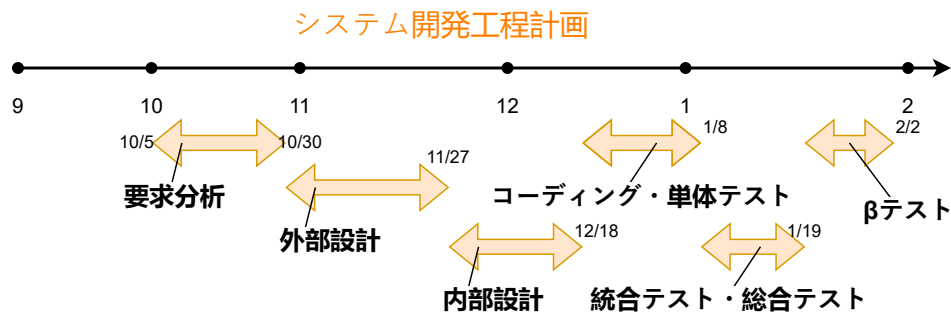 システム開発工程計画
9
10
11
12
1
2
10/5
10/30
1/8
2/2
11/27
要求分析
コーディング・単体テスト
βテスト
外部設計
12/18
1/19
内部設計
統合テスト・総合テスト